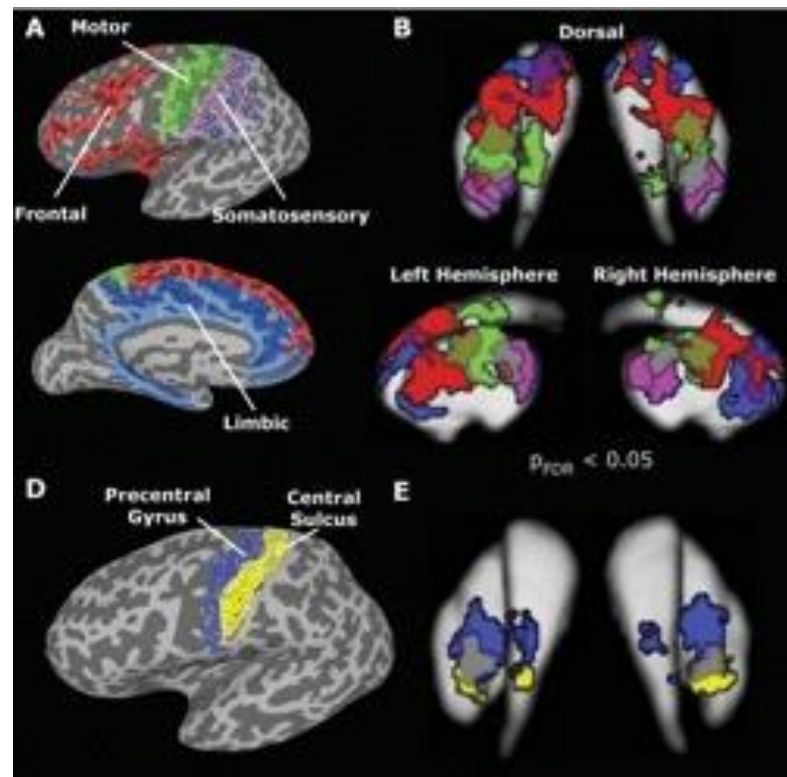 A
Motor
Frontal
Somatosensory
Limbic
B
Dorsal
Left Hemisphere
Right Hemisphere
pFDR < 0.05
D
Precentral
Gyrus
Central
Sulcus
E